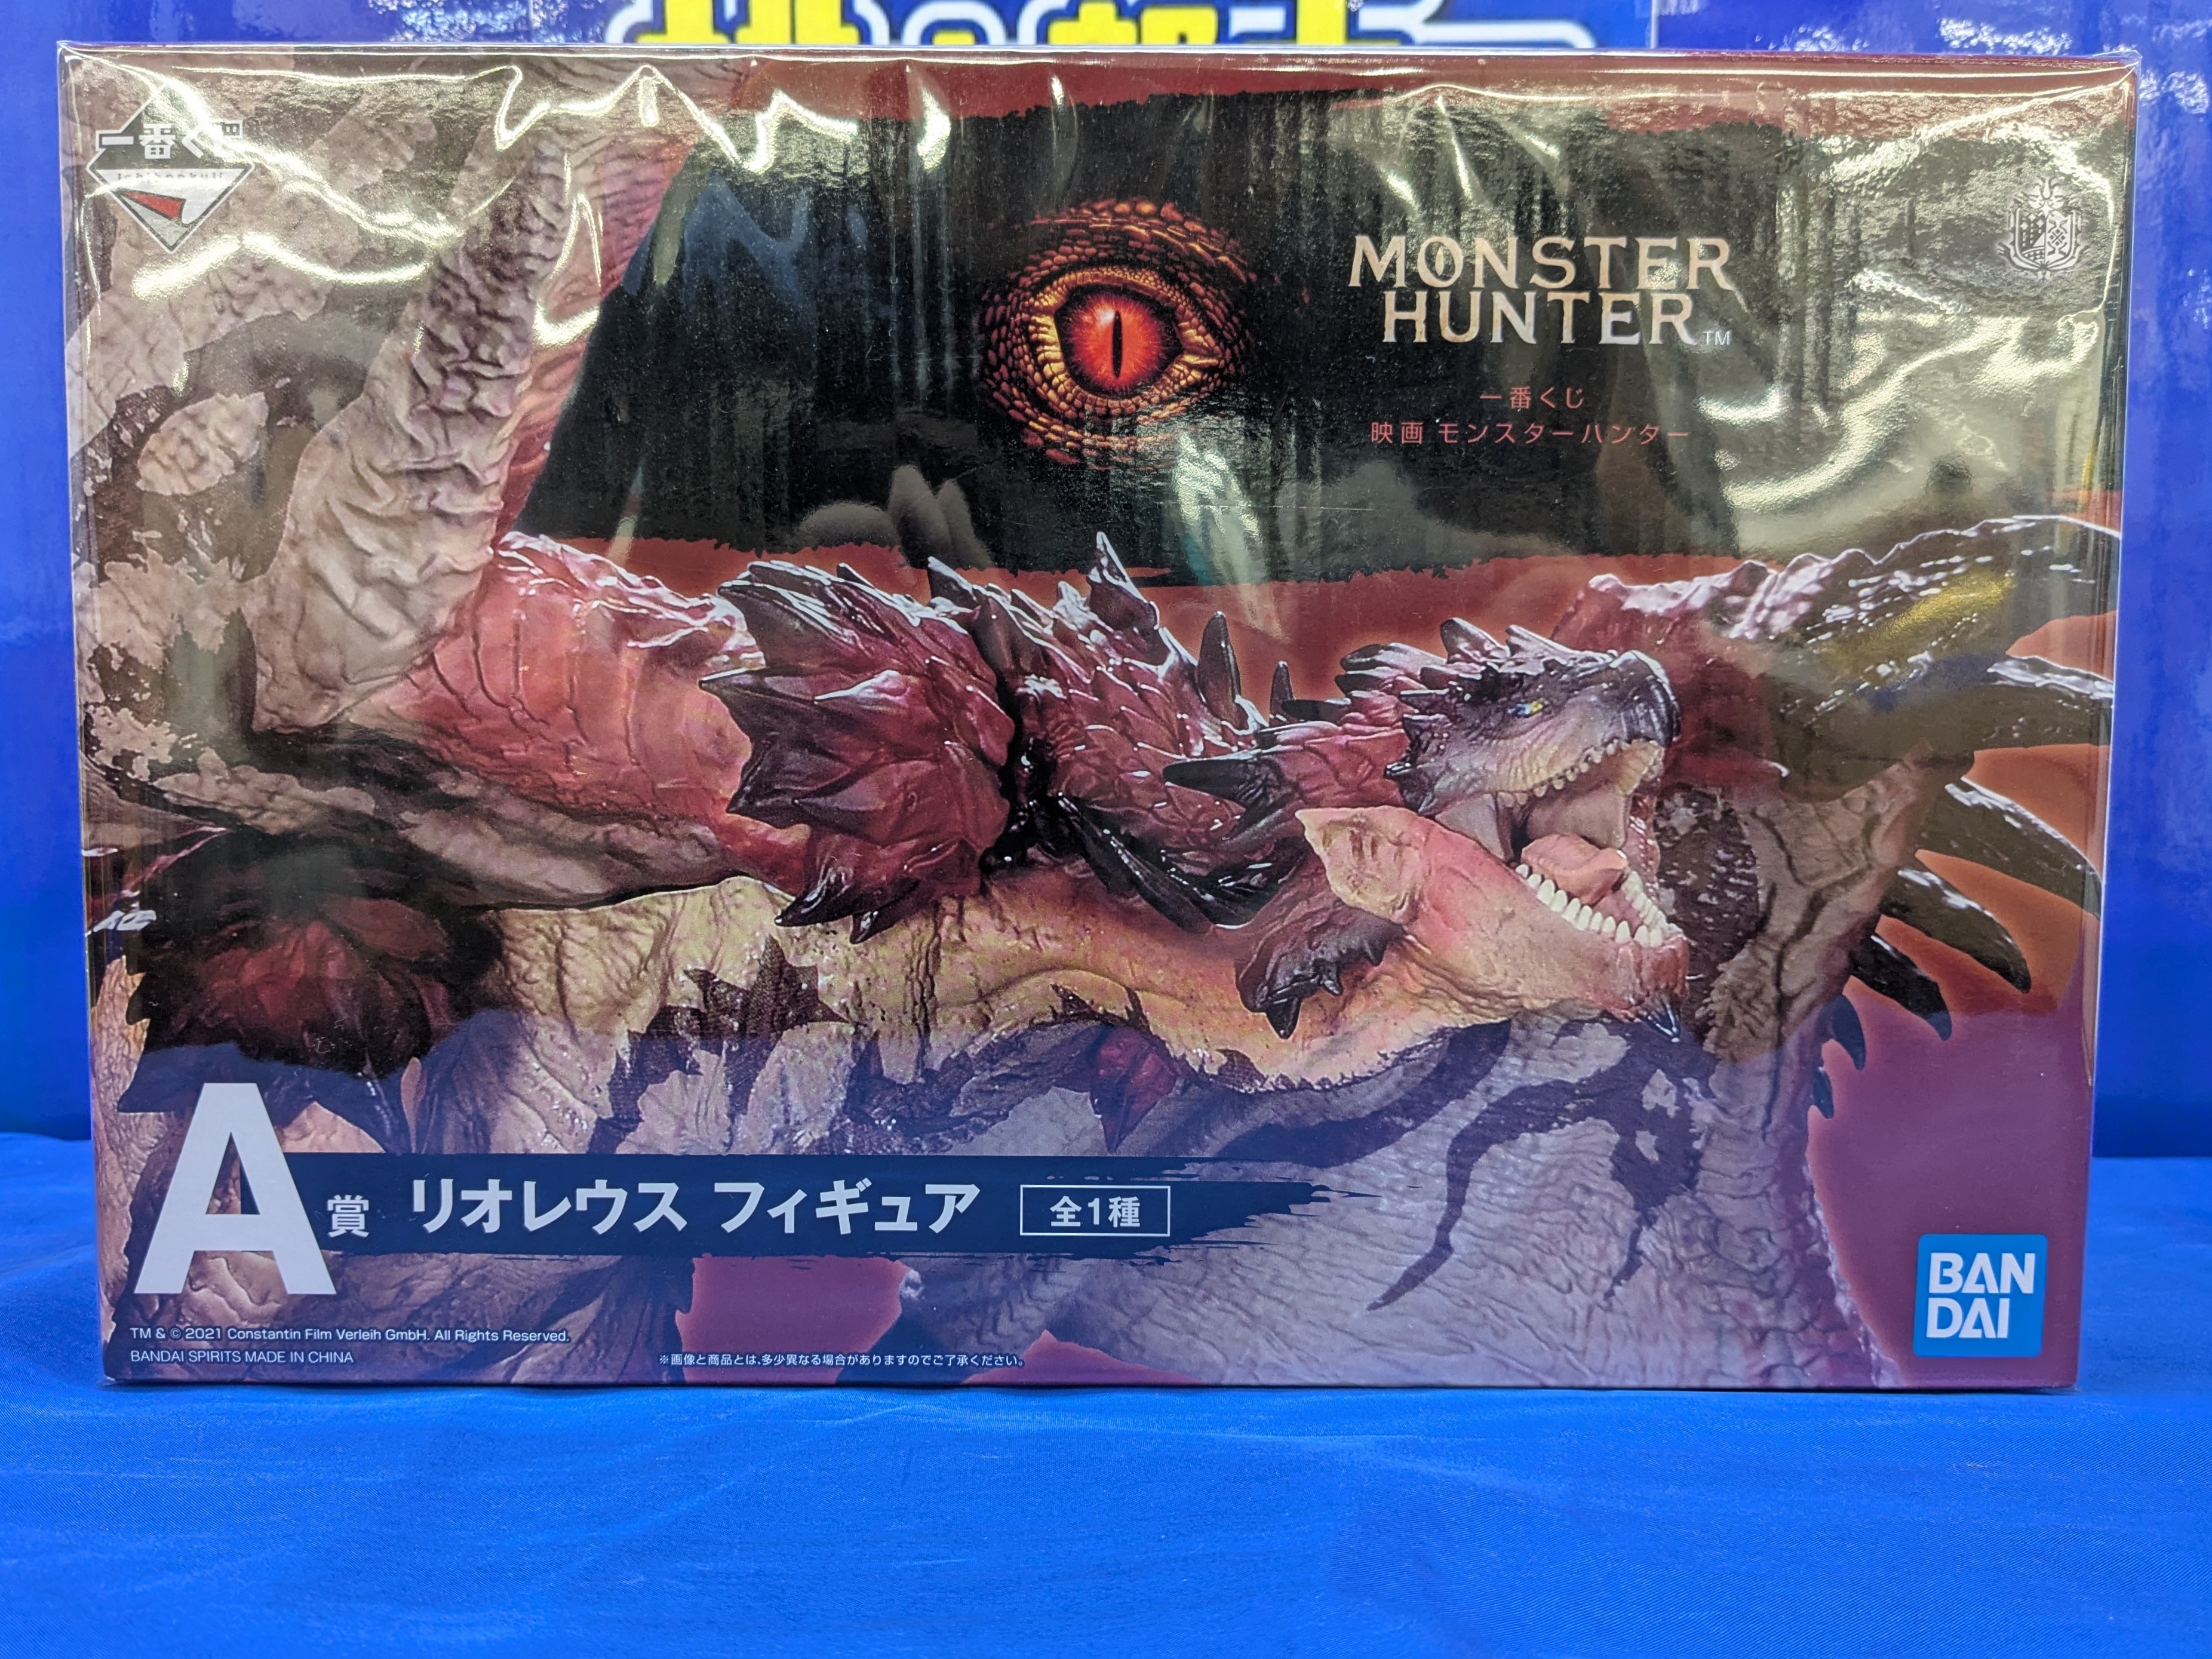 一番くじ
MONSTER
HUNTER™
一番くじ
映画 モンスターハンター
A賞 リオレウス フィギュア 全1種
BAN
DAI
TM & © 2021 Constantin Film Verleih GmbH. All Rights Reserved.
BANDAI SPIRITS MADE IN CHINA
※画像と商品とは、多少異なる場合がありますのでご了承ください。